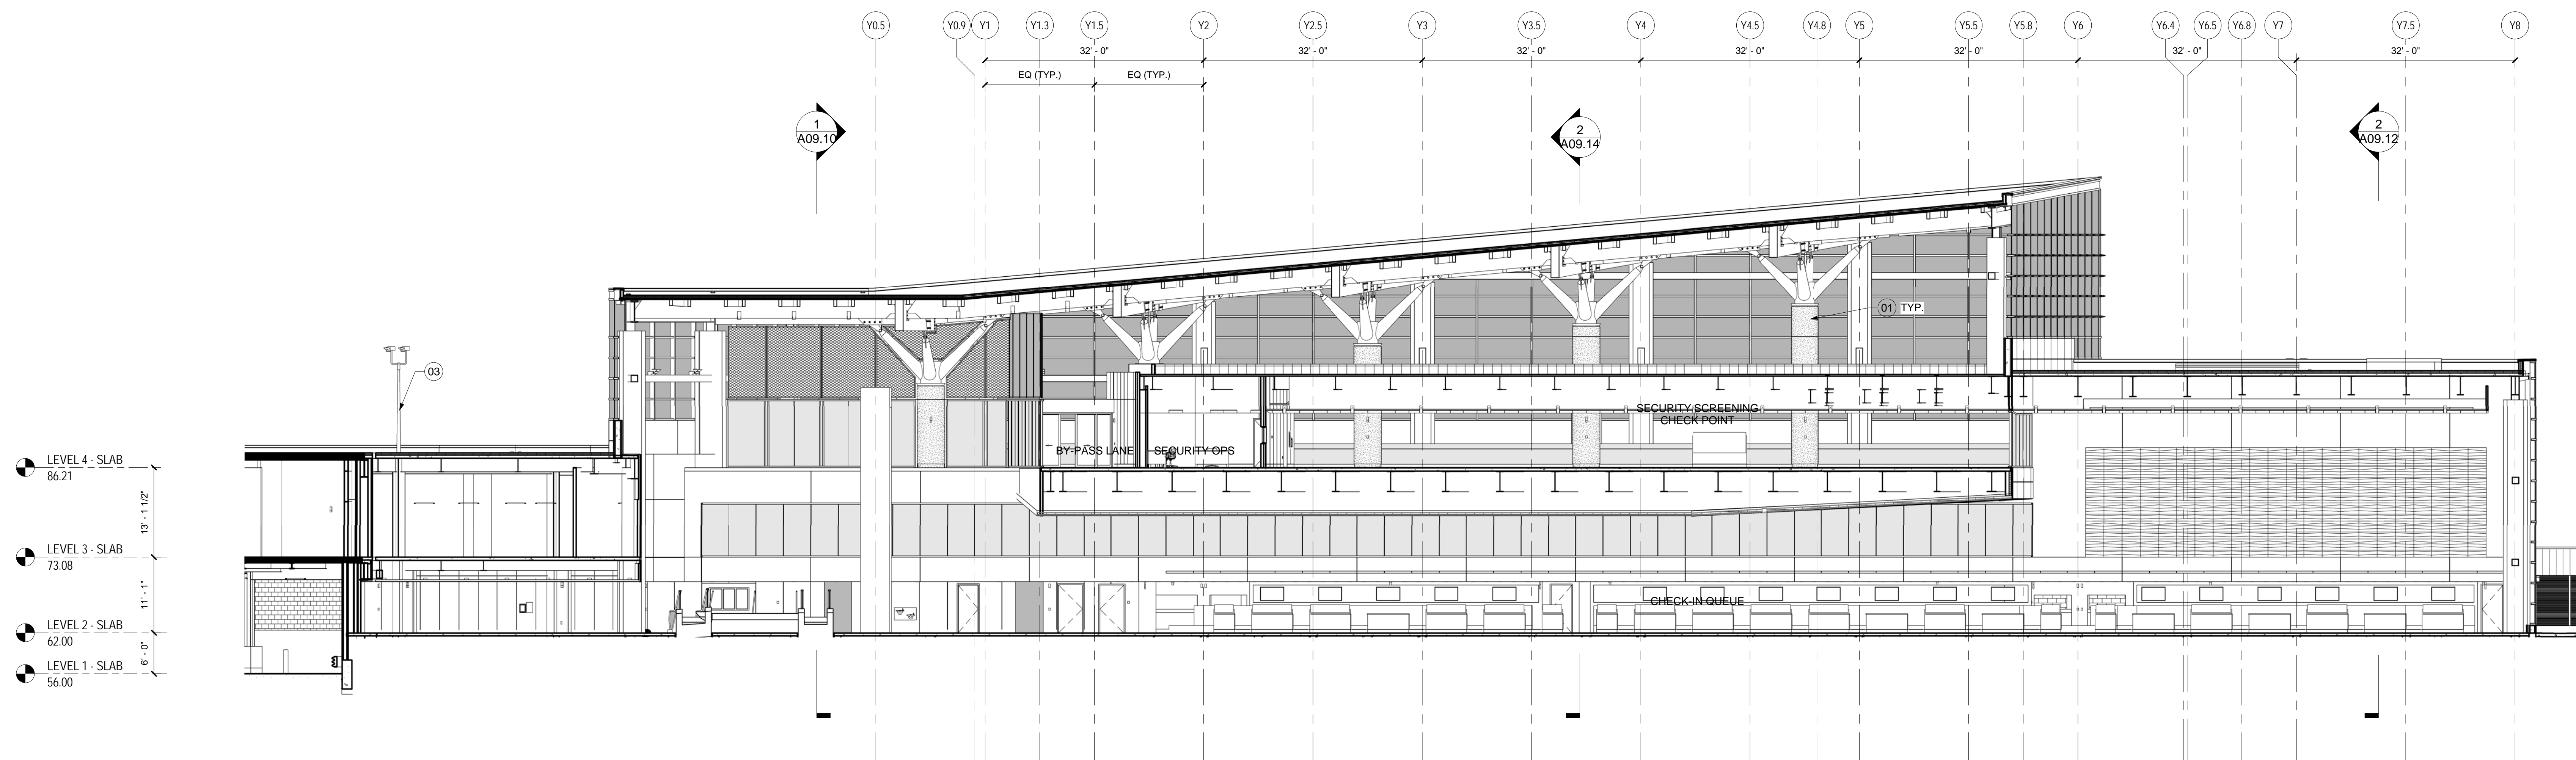 Y0.5
Y0.9
Y1
Y1.3
Y1.5
Y2
Y2.5
Y3
Y3.5
Y4
Y4.5
Y4.8
Y5
Y5.5
Y5.8
Y6
Y6.4
Y6.5
Y6.8
Y7
Y7.5
Y8
32' - 0"
32' - 0"
32' - 0"
32' - 0"
32' - 0"
32' - 0"
32' - 0"
EQ (TYP.)
EQ (TYP.)
1
A09.10
2
A09.14
2
A09.12
01 TYP.
03
SECURITY SCREENING
CHECK POINT
BY-PASS LANE
SECURITY OPS
CHECK-IN QUEUE
LEVEL 4 - SLAB
86.21
13' - 1 1/2"
LEVEL 3 - SLAB
73.08
11' - 1"
LEVEL 2 - SLAB
62.00
6' - 0"
LEVEL 1 - SLAB
56.00